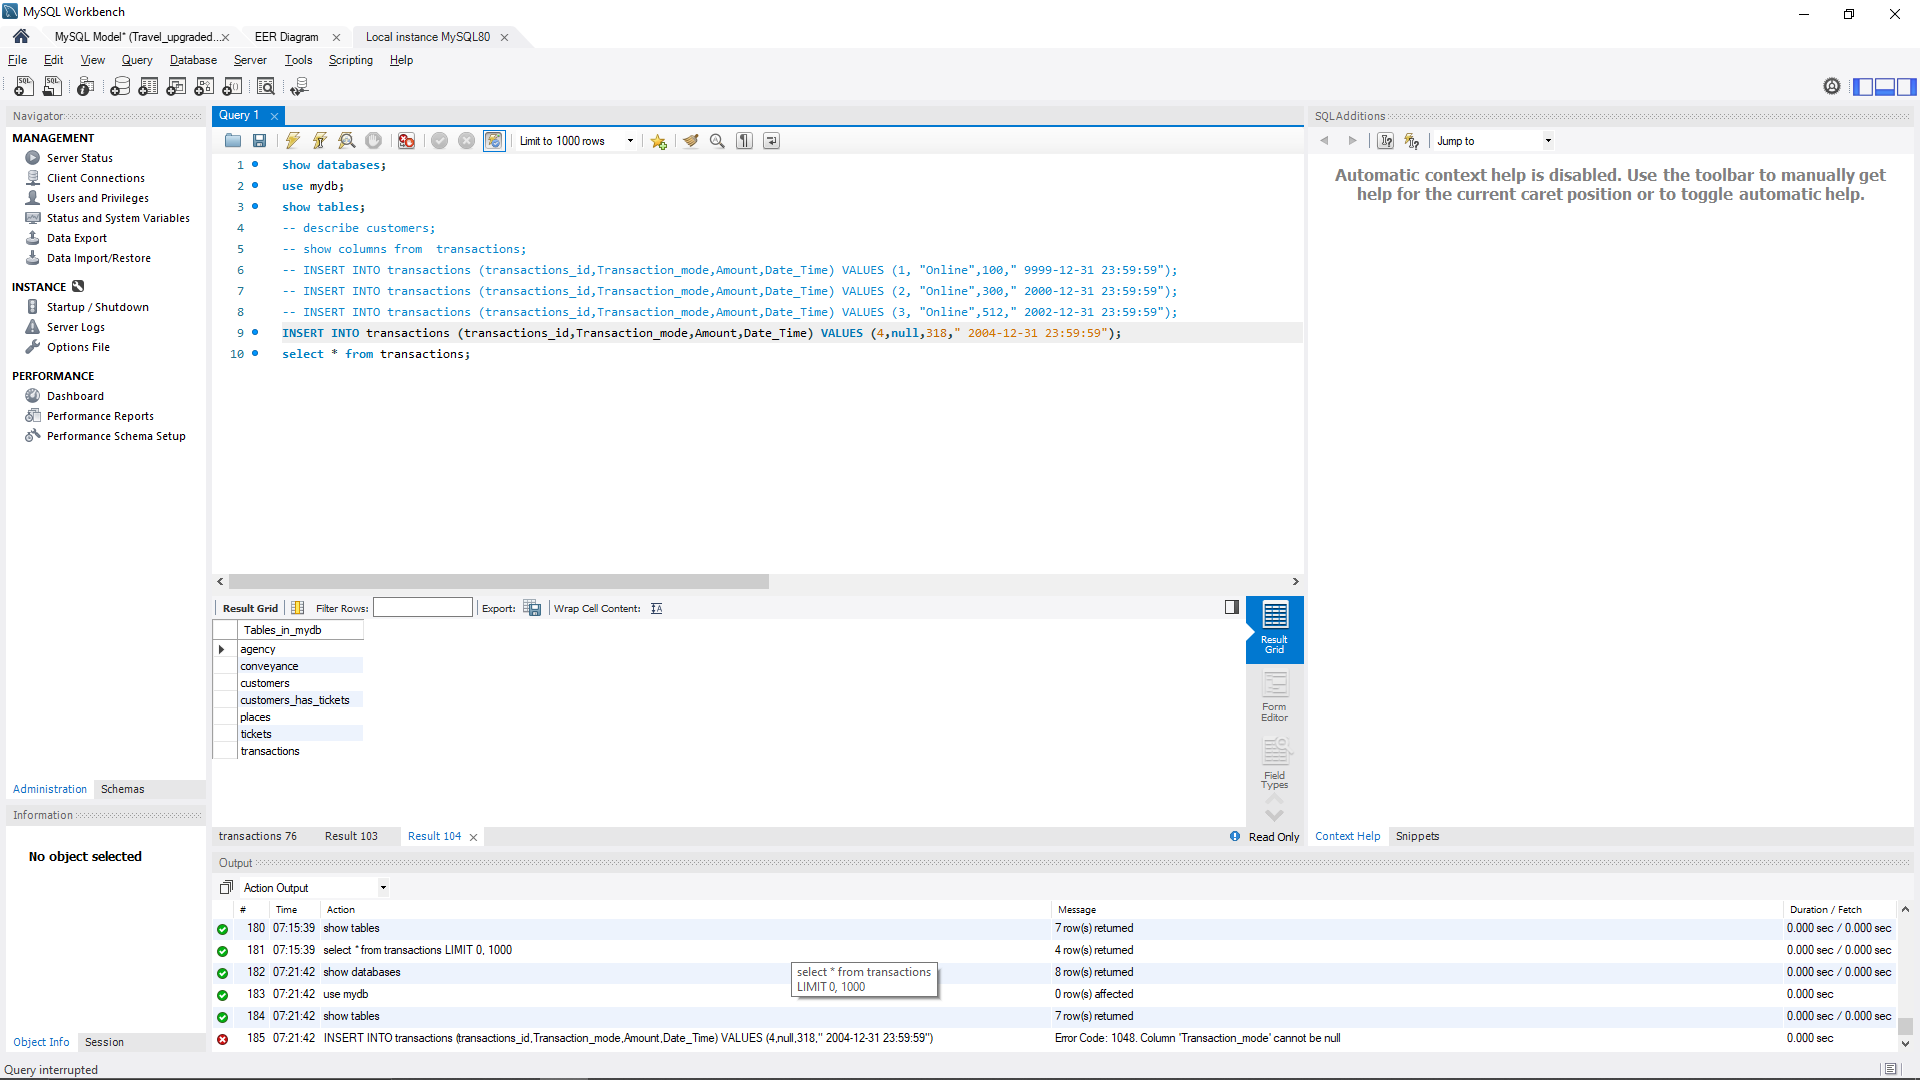 MySQL Workbench
MySQL Model* (Travel_upgraded...× EER Diagram × Local instance MySQL80 ×
File Edit View Query Database Server Tools Scripting Help
Navigator
MANAGEMENT
Server Status
Client Connections
Users and Privileges
Status and System Variables
Data Export
Data Import/Restore
INSTANCE
Startup / Shutdown
Server Logs
Options File
PERFORMANCE
Dashboard
Performance Reports
Performance Schema Setup
Administration Schemas
Information
No object selected
Object Info Session
Query interrupted
Query 1 ×
Limit to 1000 rows
1 show databases;
2 use mydb;
3 show tables;
4 -- describe customers;
5 -- show columns from  transactions;
6 -- INSERT INTO transactions (transactions_id,Transaction_mode,Amount,Date_Time) VALUES (1, "Online",100," 9999-12-31 23:59:59");
7 -- INSERT INTO transactions (transactions_id,Transaction_mode,Amount,Date_Time) VALUES (2, "Online",300," 2000-12-31 23:59:59");
8 -- INSERT INTO transactions (transactions_id,Transaction_mode,Amount,Date_Time) VALUES (3, "Online",512," 2002-12-31 23:59:59");
9 INSERT INTO transactions (transactions_id,Transaction_mode,Amount,Date_Time) VALUES (4,null,318," 2004-12-31 23:59:59");
10 select * from transactions;
Result Grid Filter Rows: Export: Wrap Cell Content:
Tables_in_mydb
agency
conveyance
customers
customers_has_tickets
places
tickets
transactions
Result
Grid
Form
Editor
Field
Types
transactions 76 Result 103 Result 104 × Read Only
SQLAdditions
Jump to
Automatic context help is disabled. Use the toolbar to manually get
help for the current caret position or to toggle automatic help.
Context Help Snippets
Output
Action Output
# Time Action Message Duration / Fetch
180 07:15:39 show tables 7 row(s) returned 0.000 sec / 0.000 sec
181 07:15:39 select * from transactions LIMIT 0, 1000 4 row(s) returned 0.000 sec / 0.000 sec
182 07:21:42 show databases 8 row(s) returned 0.000 sec / 0.000 sec
select * from transactions
LIMIT 0, 1000
183 07:21:42 use mydb 0 row(s) affected 0.000 sec
184 07:21:42 show tables 7 row(s) returned 0.000 sec / 0.000 sec
185 07:21:42 INSERT INTO transactions (transactions_id,Transaction_mode,Amount,Date_Time) VALUES (4,null,318," 2004-12-31 23:59:59") Error Code: 1048. Column 'Transaction_mode' cannot be null 0.000 sec